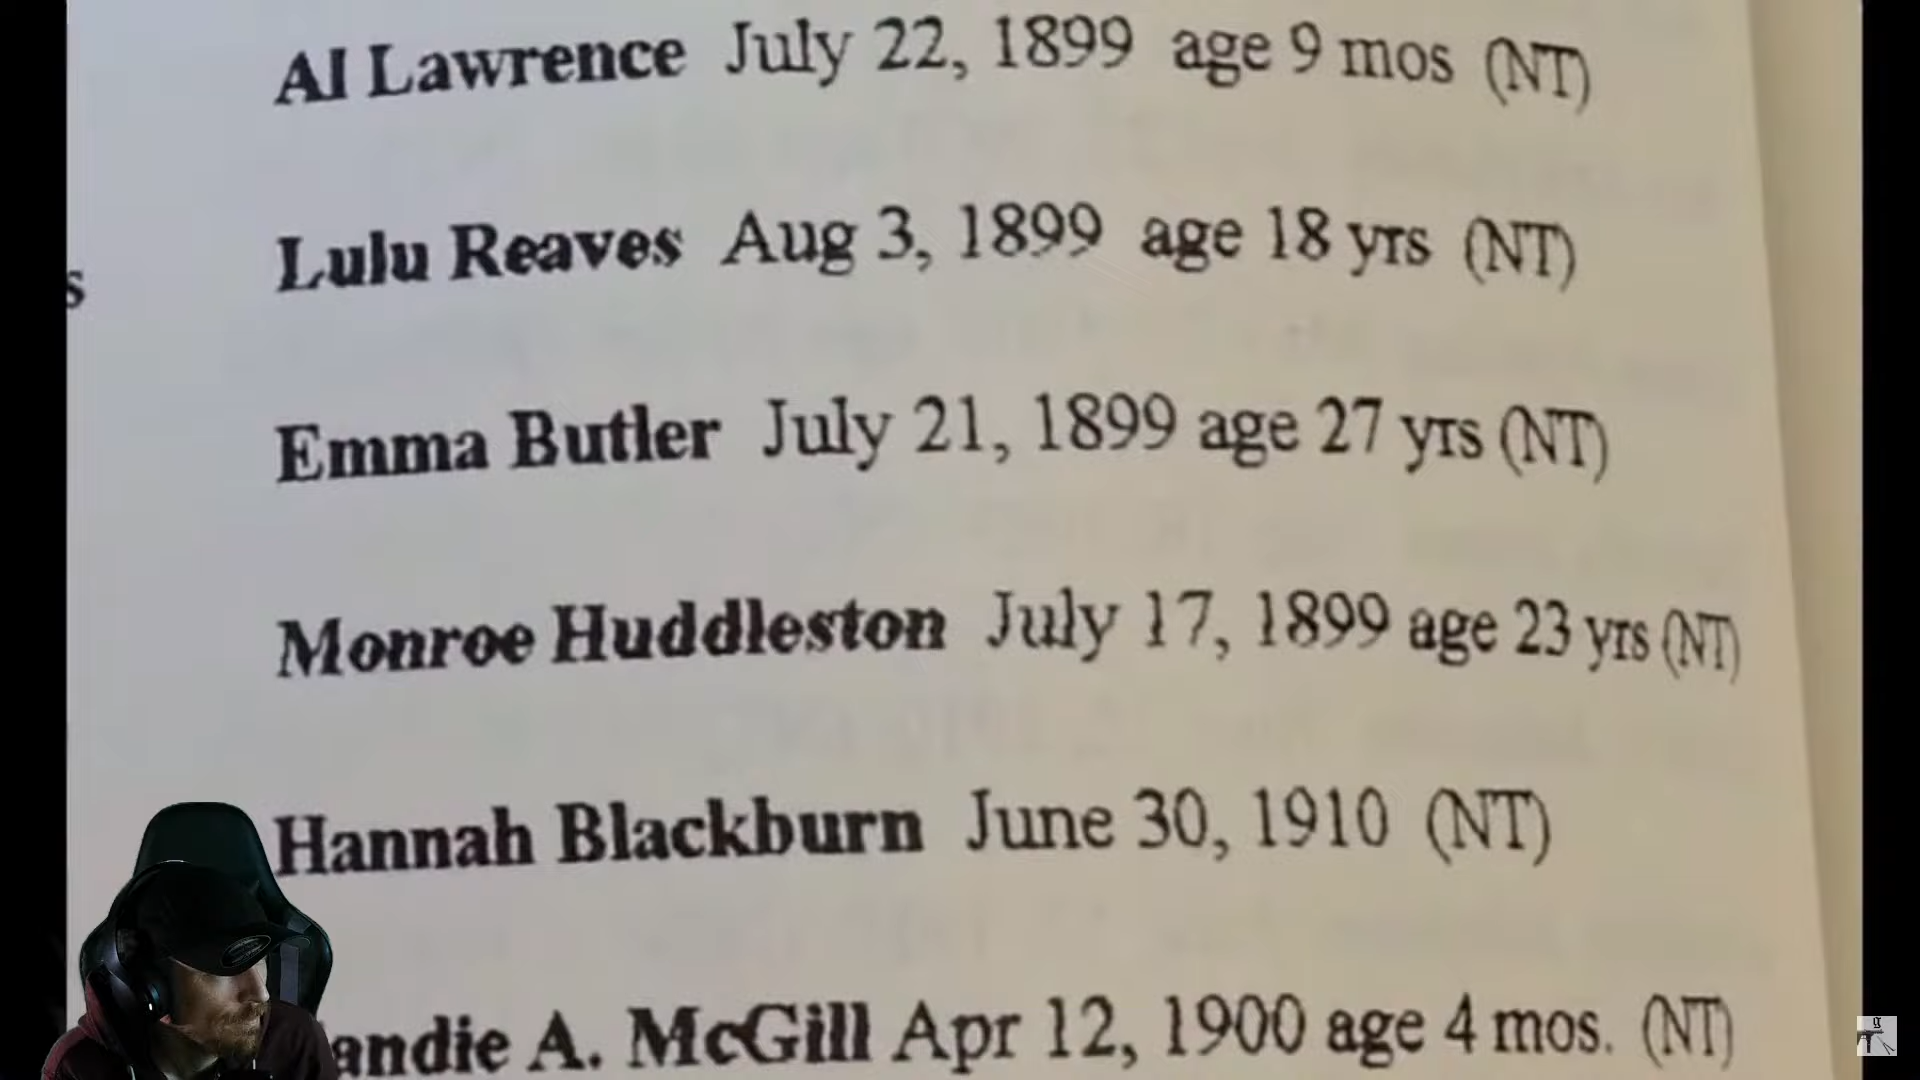 Al Lawrence July 22, 1899 age 9 mos (NT)
Lulu Reaves Aug 3, 1899 age 18 yrs (NT)
s
Emma Butler July 21, 1899 age 27 yrs (NT)
Monroe Huddleston July 17, 1899 age 23 yrs (NT)
Hannah Blackburn June 30, 1910 (NT)
andie A. McGill Apr 12, 1900 age 4 mos. (NT)